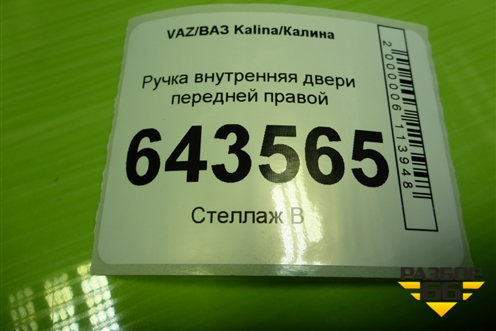 VAZ/ВАЗ Kalina/Калина
Ручка внутренняя двери
передней правой
643565
Стеллаж В
2000006113948
РАЗБОР
66